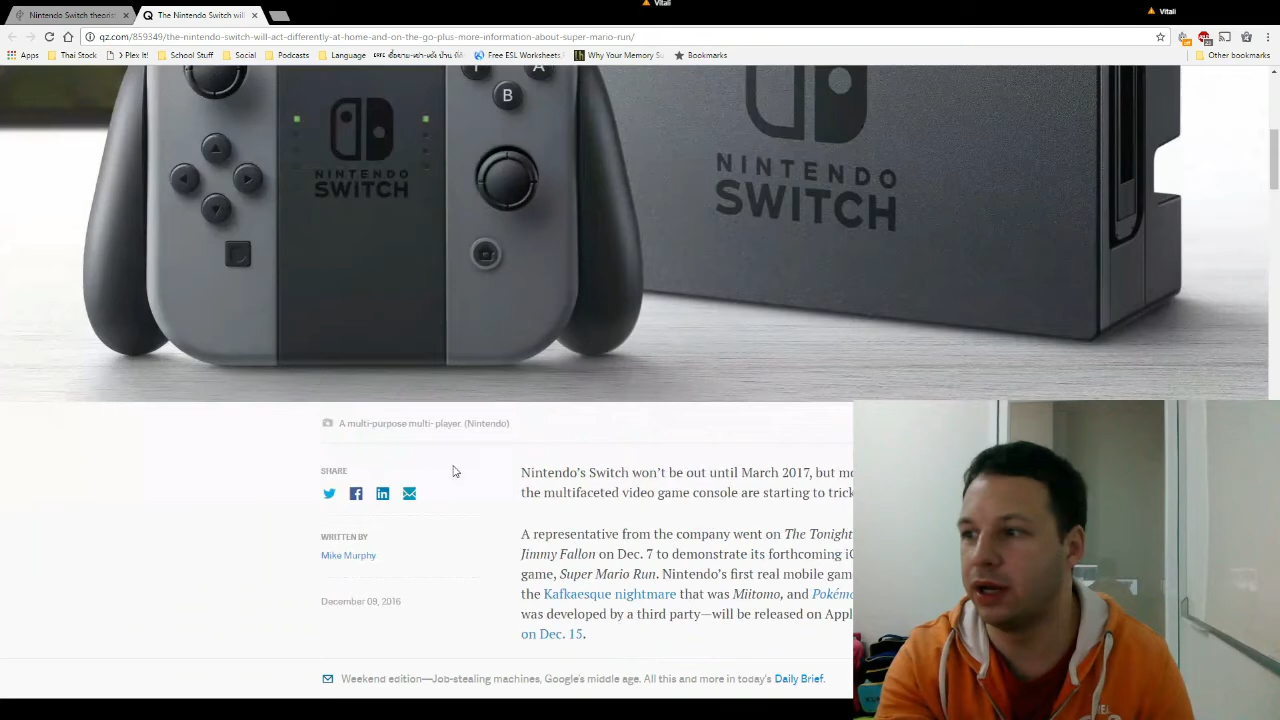 Vitali
Vitali
Nintendo Switch theorist
The Nintendo Switch will
qz.com/859349/the-nintendo-switch-will-act-differently-at-home-and-on-the-go-plus-more-information-about-super-mario-run/
Apps Thai Stock > Plex It! School Stuff Social Podcasts Language Free ESL Worksheets Why Your Memory Su Bookmarks Other bookmarks
A
B
NINTENDO
SWITCH
NINTENDO
SWITCH
A multi-purpose multi- player. (Nintendo)
SHARE
WRITTEN BY
Mike Murphy
December 09, 2016
Nintendo’s Switch won’t be out until March 2017, but mo
the multifaceted video game console are starting to trick
A representative from the company went on The Tonight
Jimmy Fallon on Dec. 7 to demonstrate its forthcoming iO
game, Super Mario Run. Nintendo’s first real mobile gam
the Kafkaesque nightmare that was Miitomo, and Pokémo
was developed by a third party—will be released on Appl
on Dec. 15.
Weekend edition—Job-stealing machines, Google’s middle age. All this and more in today’s Daily Brief.